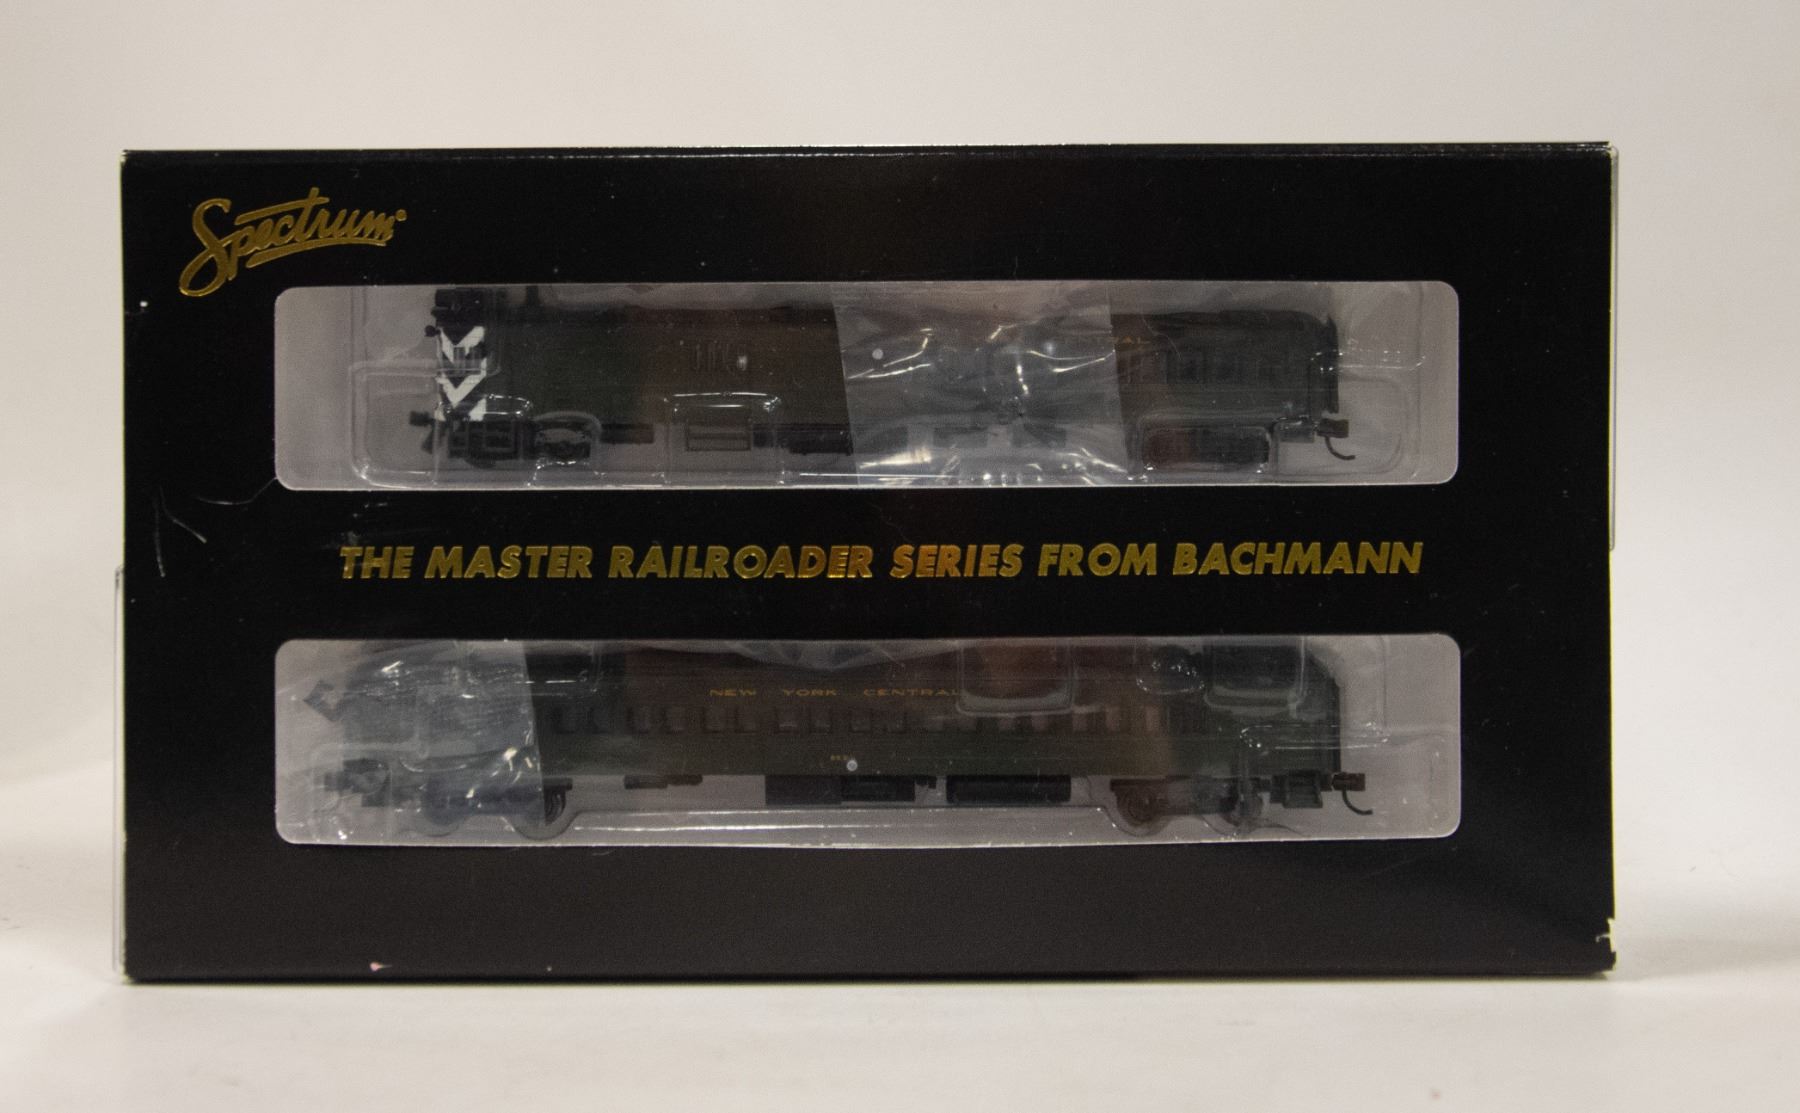 Spectrum
THE MASTER RAILROADER SERIES FROM BACHMANN
NEW YORK CENTRAL